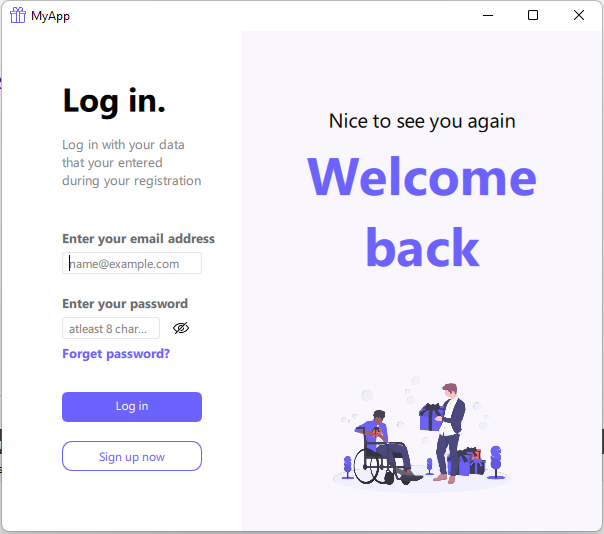 MyApp
Log in.
Log in with your data
that your entered
during your registration
Enter your email address
name@example.com
Enter your password
atleast 8 char...
Forget password?
Log in
Sign up now
Nice to see you again
Welcome
back